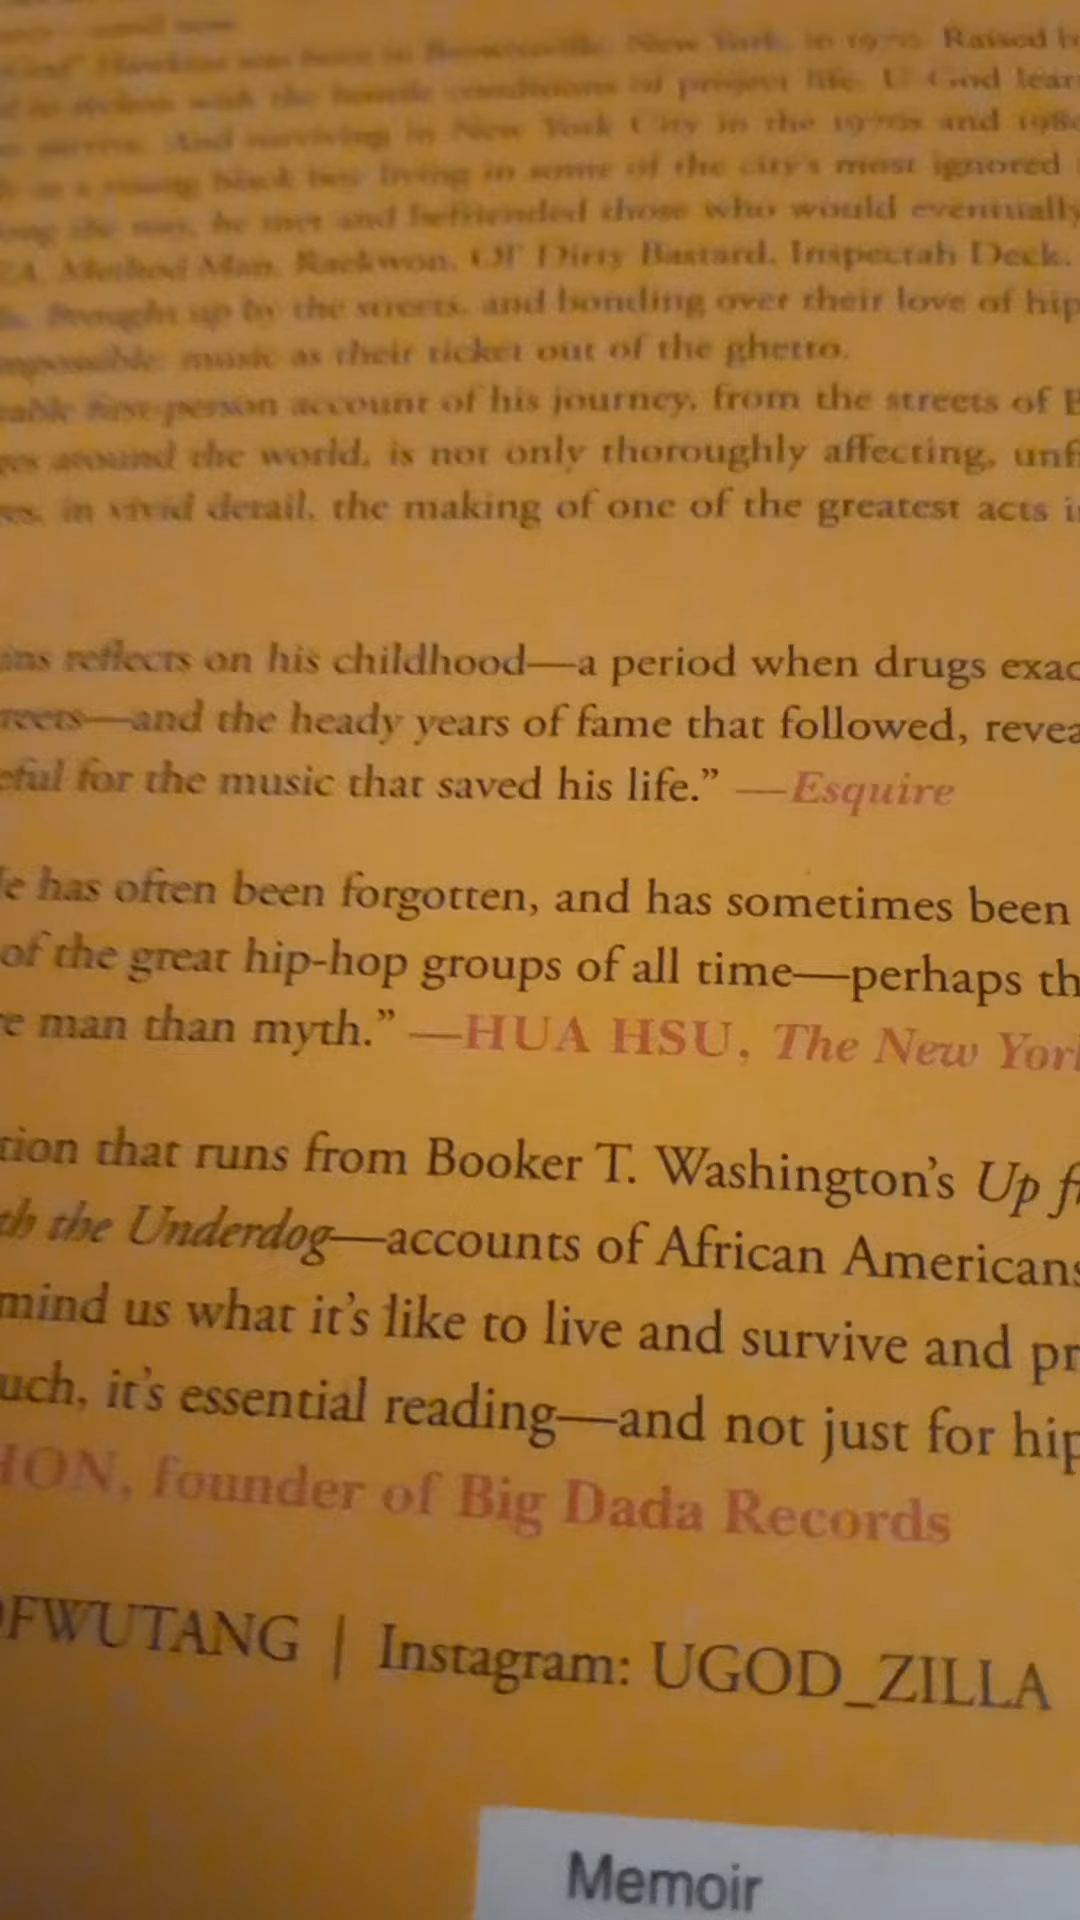 Hawkins was born in Brownsville, New York, in 1970. Raised
with the hostile conditions of project life, U-God lear
survive. And surviving in New York City in the 1970s and 198
as a young black boy living in some of the city's most ignored
he met and befriended those who would eventually
Method Man, Raekwon, Ol' Dirty Bastard, Inspectah Deck,
Brought up by the streets, and bonding over their love of hip
music as their ticket out of the ghetto.
first-person account of his journey, from the streets of
around the world, is not only thoroughly affecting, unf
in vivid detail, the making of one of the greatest acts i
ins reflects on his childhood—a period when drugs exac
reets—and the heady years of fame that followed, revea
eful for the music that saved his life.” —Esquire
e has often been forgotten, and has sometimes been
of the great hip-hop groups of all time—perhaps th
e man than myth.” —HUA HSU, The New Yor
tion that runs from Booker T. Washington’s Up f
th the Underdog—accounts of African Americans
mind us what it’s like to live and survive and pr
uch, it’s essential reading—and not just for hip
HON, founder of Big Dada Records
OFWUTANG | Instagram: UGOD_ZILLA
Memoir